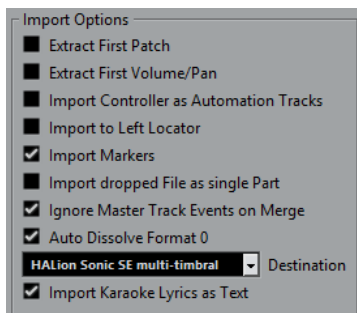 Import Options
Extract First Patch
Extract First Volume/Pan
Import Controller as Automation Tracks
Import to Left Locator
Import Markers
Import dropped File as single Part
Ignore Master Track Events on Merge
Auto Dissolve Format 0
HALion Sonic SE multi-timbral Destination
Import Karaoke Lyrics as Text